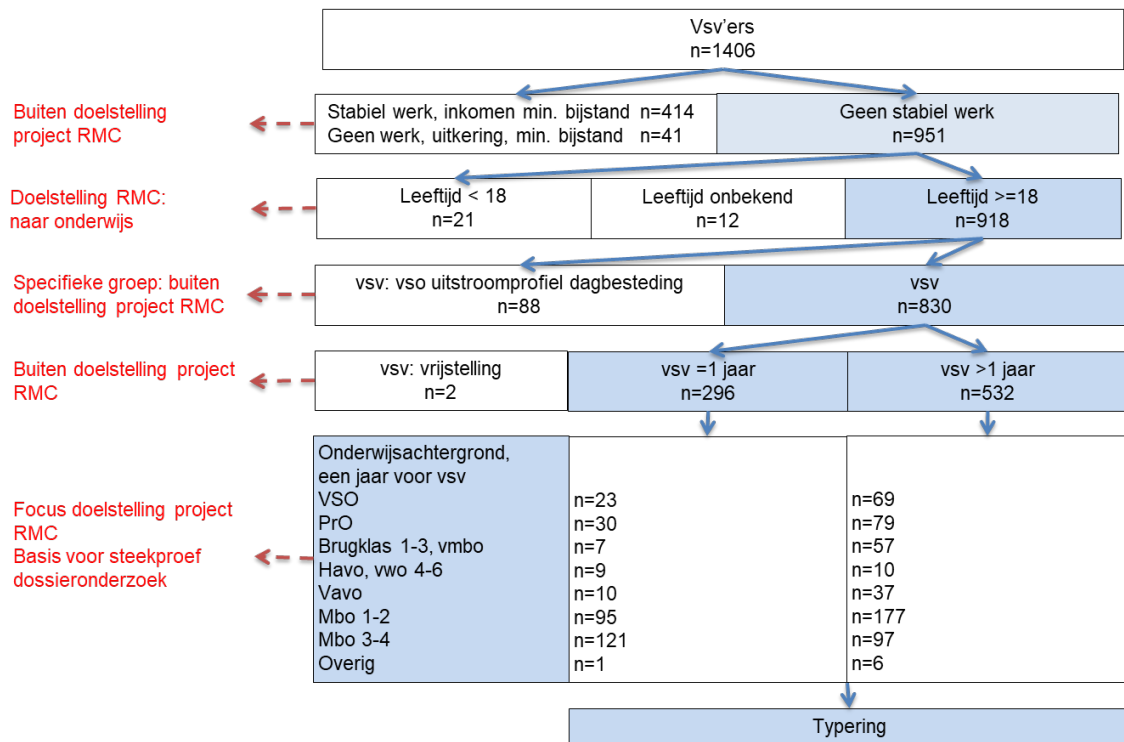 Vsv'ers
n=1406
Buiten doelstelling
project RMC
Stabiel werk, inkomen min. bijstand n=414
Geen werk, uitkering, min. bijstand n=41
Geen stabiel werk
n=951
Doelstelling RMC:
naar onderwijs
Leeftijd < 18
n=21
Leeftijd onbekend
n=12
Leeftijd >=18
n=918
Specifieke groep: buiten
doelstelling project RMC
vsv: vso uitstroomprofiel dagbesteding
n=88
vsv
n=830
Buiten doelstelling project
RMC
vsv: vrijstelling
n=2
vsv =1 jaar
n=296
vsv >1 jaar
n=532
Focus doelstelling project
RMC
Basis voor steekproef
dossieronderzoek
Onderwijsachtergrond,
een jaar voor vsv
VSO n=23 n=69
PrO n=30 n=79
Brugklas 1-3, vmbo n=7 n=57
Havo, vwo 4-6 n=9 n=10
Vavo n=10 n=37
Mbo 1-2 n=95 n=177
Mbo 3-4 n=121 n=97
Overig n=1 n=6
Typering